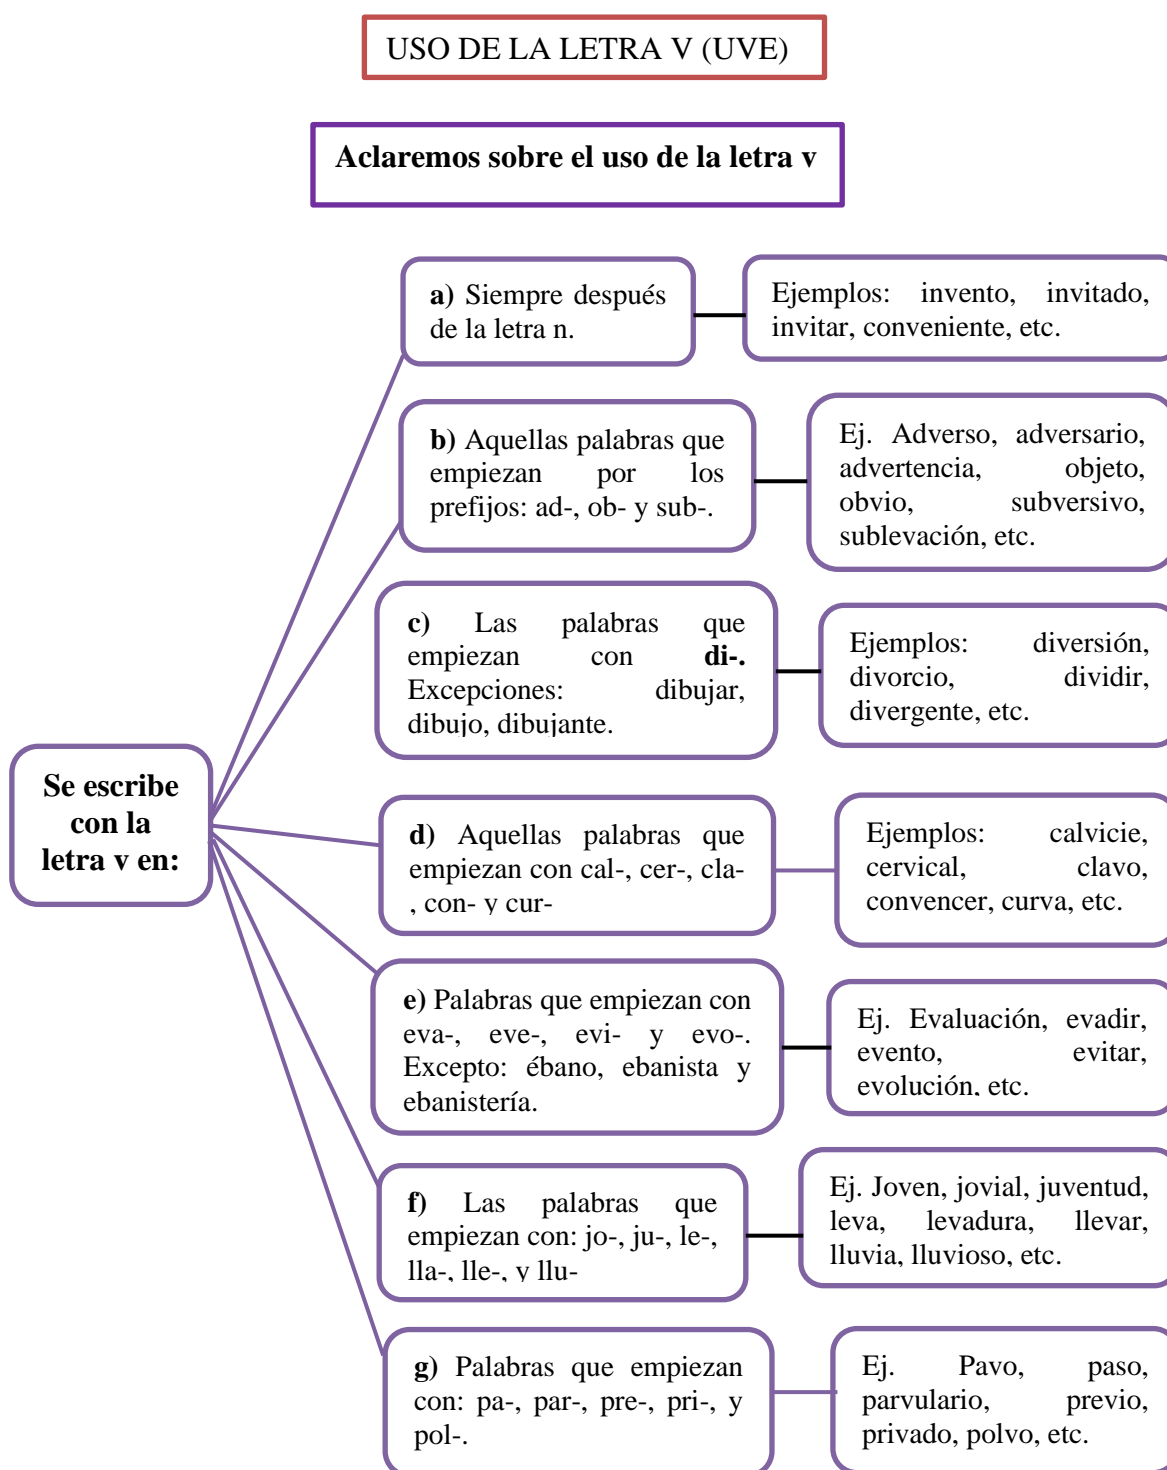 USO DE LA LETRA V (UVE)
Aclaremos sobre el uso de la letra v
Se escribe
con la
letra v en:
a) Siempre después
de la letra n.
Ejemplos: invento, invitado,
invitar, conveniente, etc.
b) Aquellas palabras que
empiezan por los
prefijos: ad-, ob- y sub-.
Ej. Adverso, adversario,
advertencia, objeto,
obvio, subversivo,
sublevación, etc.
c) Las palabras que
empiezan con di-.
Excepciones: dibujar,
dibujo, dibujante.
Ejemplos: diversión,
divorcio, dividir,
divergente, etc.
d) Aquellas palabras que
empiezan con cal-, cer-, cla-
, con- y cur-
Ejemplos: calvicie,
cervical, clavo,
convencer, curva, etc.
e) Palabras que empiezan con
eva-, eve-, evi- y evo-.
Excepto: ébano, ebanista y
ebanistería.
Ej. Evaluación, evadir,
evento, evitar,
evolución, etc.
f) Las palabras que
empiezan con: jo-, ju-, le-,
lla-, lle-, y llu-
Ej. Joven, jovial, juventud,
leva, levadura, llevar,
lluvia, lluvioso, etc.
g) Palabras que empiezan
con: pa-, par-, pre-, pri-, y
pol-.
Ej. Pavo, paso,
parvulario, previo,
privado, polvo, etc.